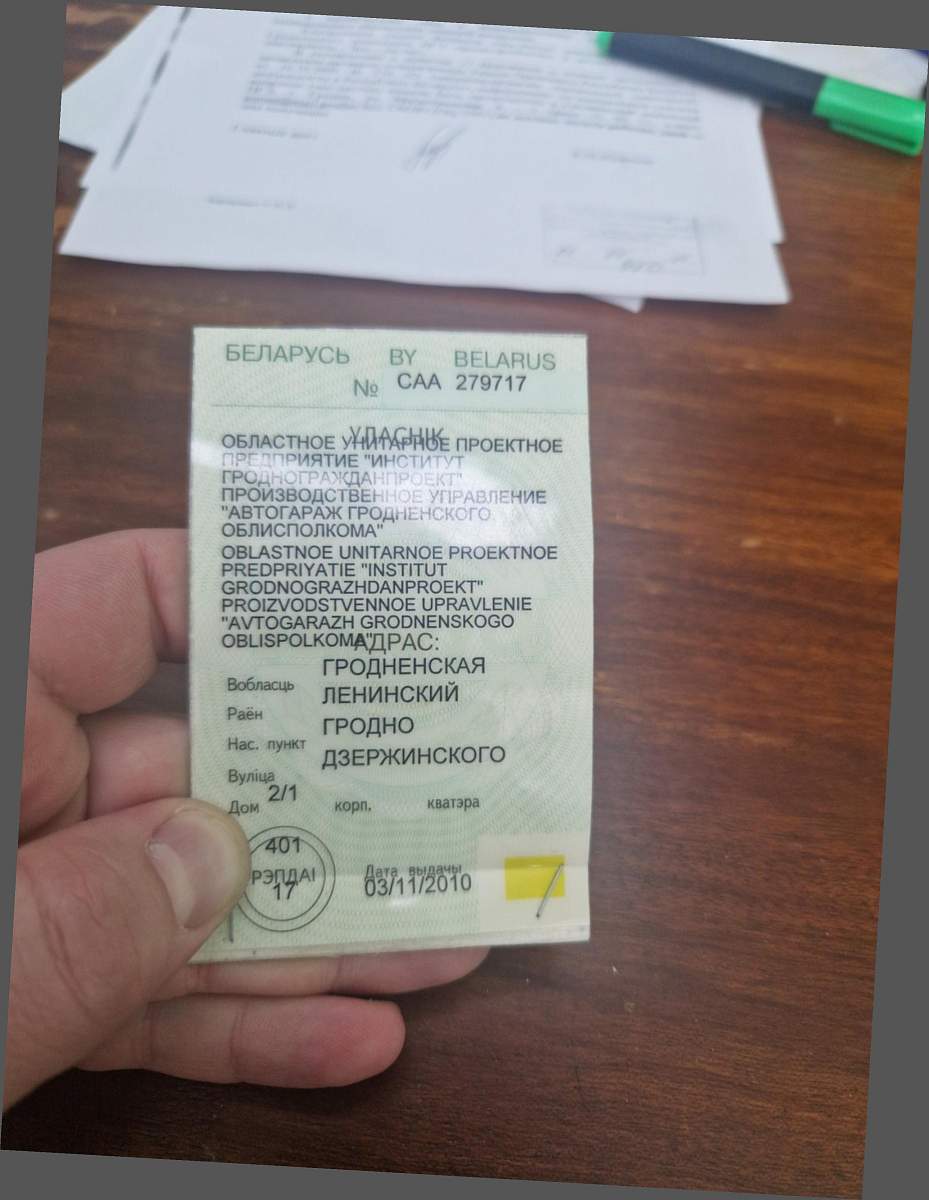 БЕЛАРУСЬ BY BELARUS
№ САА 279717
УЛАСНІК
ОБЛАСТНОЕ УНИТАРНОЕ ПРОЕКТНОЕ
ПРЕДПРИЯТИЕ "ИНСТИТУТ
ГРОДНОГРАЖДАНПРОЕКТ"
ПРОИЗВОДСТВЕННОЕ УПРАВЛЕНИЕ
"АВТОГАРАЖ ГРОДНЕНСКОГО
ОБЛИСПОЛКОМА"
OBLASTNOE UNITARNOE PROEKTNOE
PREDPRIYATIE "INSTITUT
GRODNOGRAZHDANPROEKT"
PROIZVODSTVENNOE UPRAVLENIE
"AVTOGARAZH GRODNENSKOGO
OBLISPOLKOMA"
АДРАС:
Вобласць ГРОДНЕНСКАЯ
Раён ЛЕНИНСКИЙ
Нас. пункт ГРОДНО
Вуліца ДЗЕРЖИНСКОГО
Дом 2/1 корп. кватэра
401
РЭПДАІ
17
Дата выдачы
03/11/2010